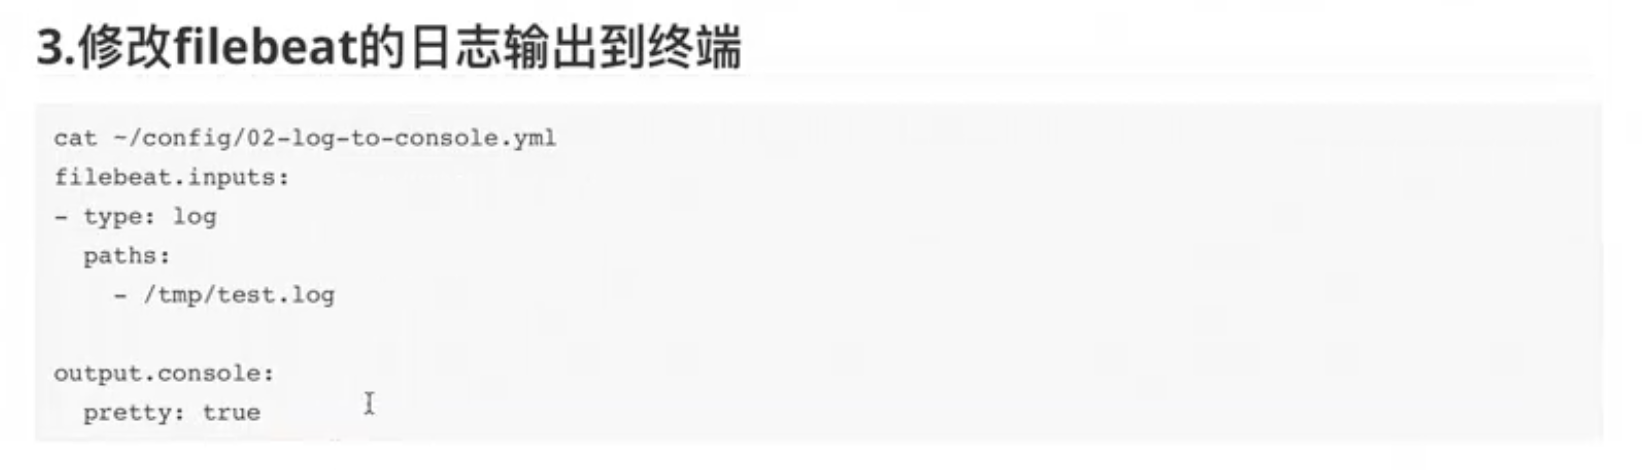 3.修改filebeat的日志输出到终端
cat ~/config/02-log-to-console.yml
filebeat.inputs:
- type: log
  paths:
    - /tmp/test.log
output.console:
  pretty: true